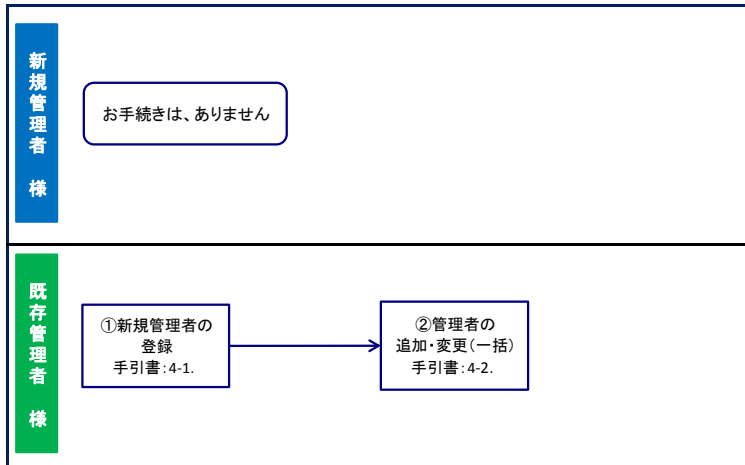 新規管理者 様
お手続きは、ありません
既存管理者 様
①新規管理者の
登録
手引書:4-1.
②管理者の
追加・変更(一括)
手引書:4-2.